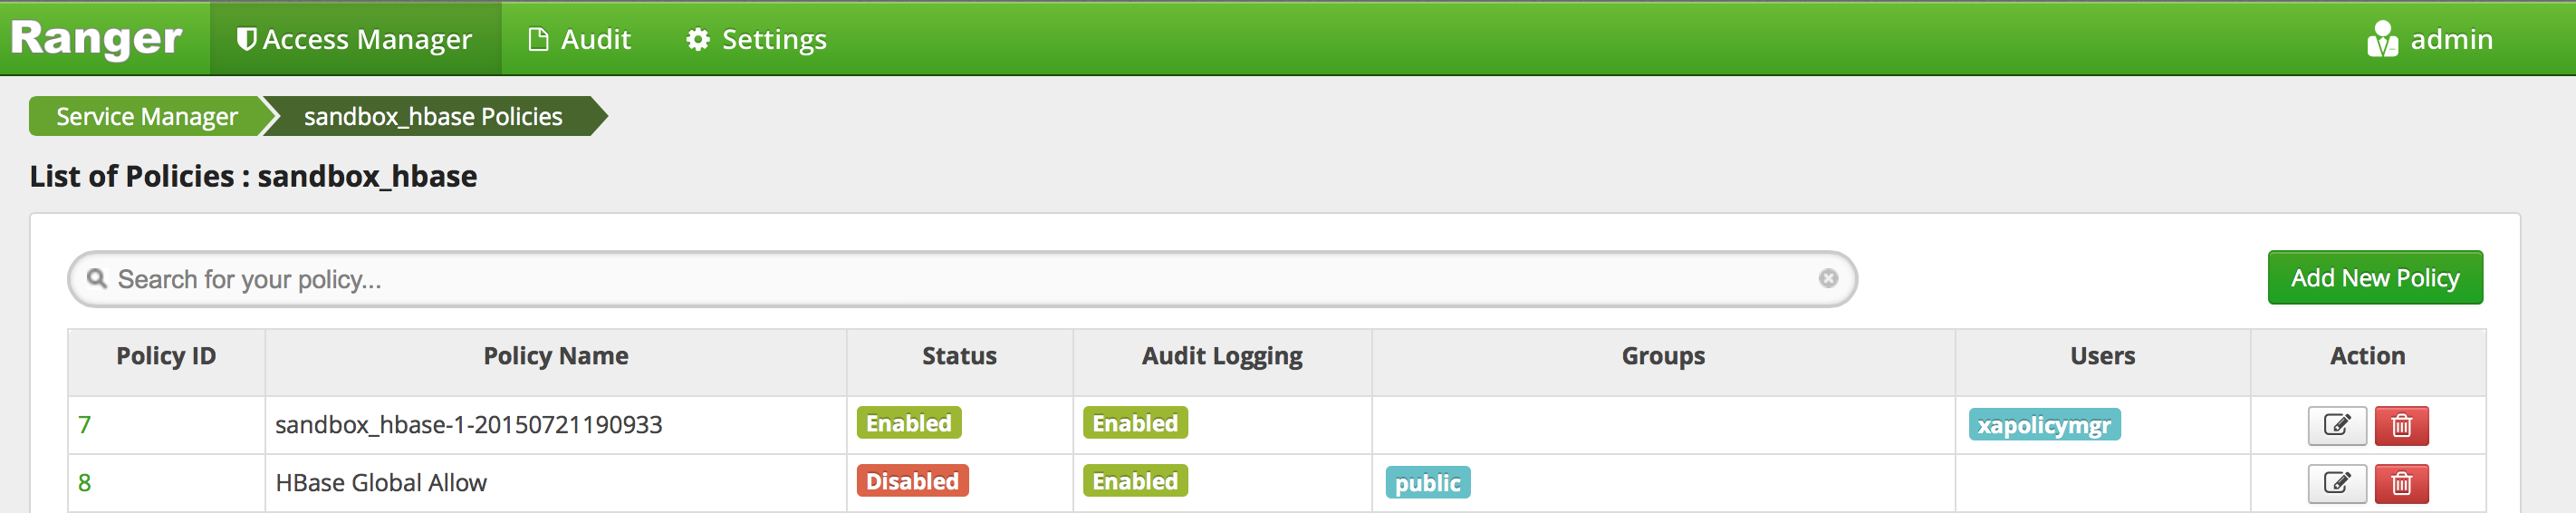 Ranger Access Manager Audit Settings admin
Service Manager sandbox_hbase Policies
List of Policies : sandbox_hbase
Search for your policy... Add New Policy
Policy ID Policy Name Status Audit Logging Groups Users Action
7 sandbox_hbase-1-20150721190933 Enabled Enabled xapolicymgr
8 HBase Global Allow Disabled Enabled public